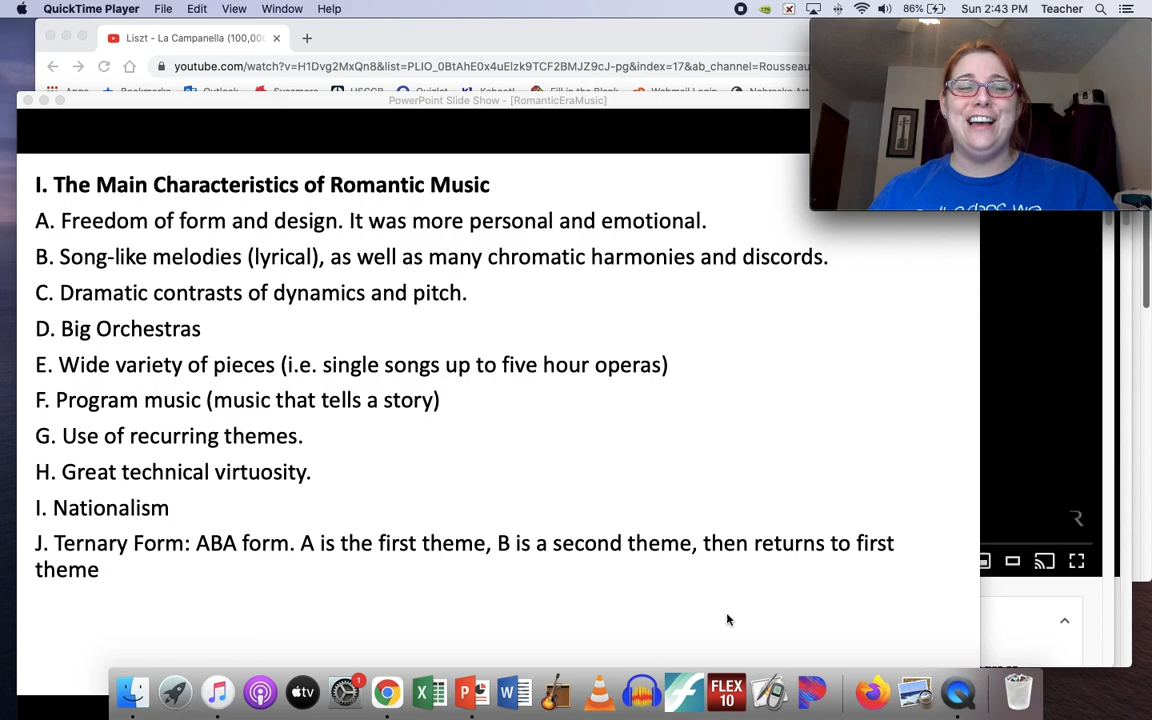 QuickTime Player File Edit View Window Help 86% Sun 2:43 PM Teacher
Liszt - La Campanella (100,00
youtube.com/watch?v=H1Dvg2MxQn8&list=PLIO_0BtAhE0x4uElzk9TCF2BMJZ9cJ-pg&index=17&ab_channel=Rousseau
PowerPoint Slide Show - [RomanticEraMusic]
I. The Main Characteristics of Romantic Music
A. Freedom of form and design. It was more personal and emotional.
B. Song-like melodies (lyrical), as well as many chromatic harmonies and discords.
C. Dramatic contrasts of dynamics and pitch.
D. Big Orchestras
E. Wide variety of pieces (i.e. single songs up to five hour operas)
F. Program music (music that tells a story)
G. Use of recurring themes.
H. Great technical virtuosity.
I. Nationalism
J. Ternary Form: ABA form. A is the first theme, B is a second theme, then returns to first
theme
tv
1
FLEX
10